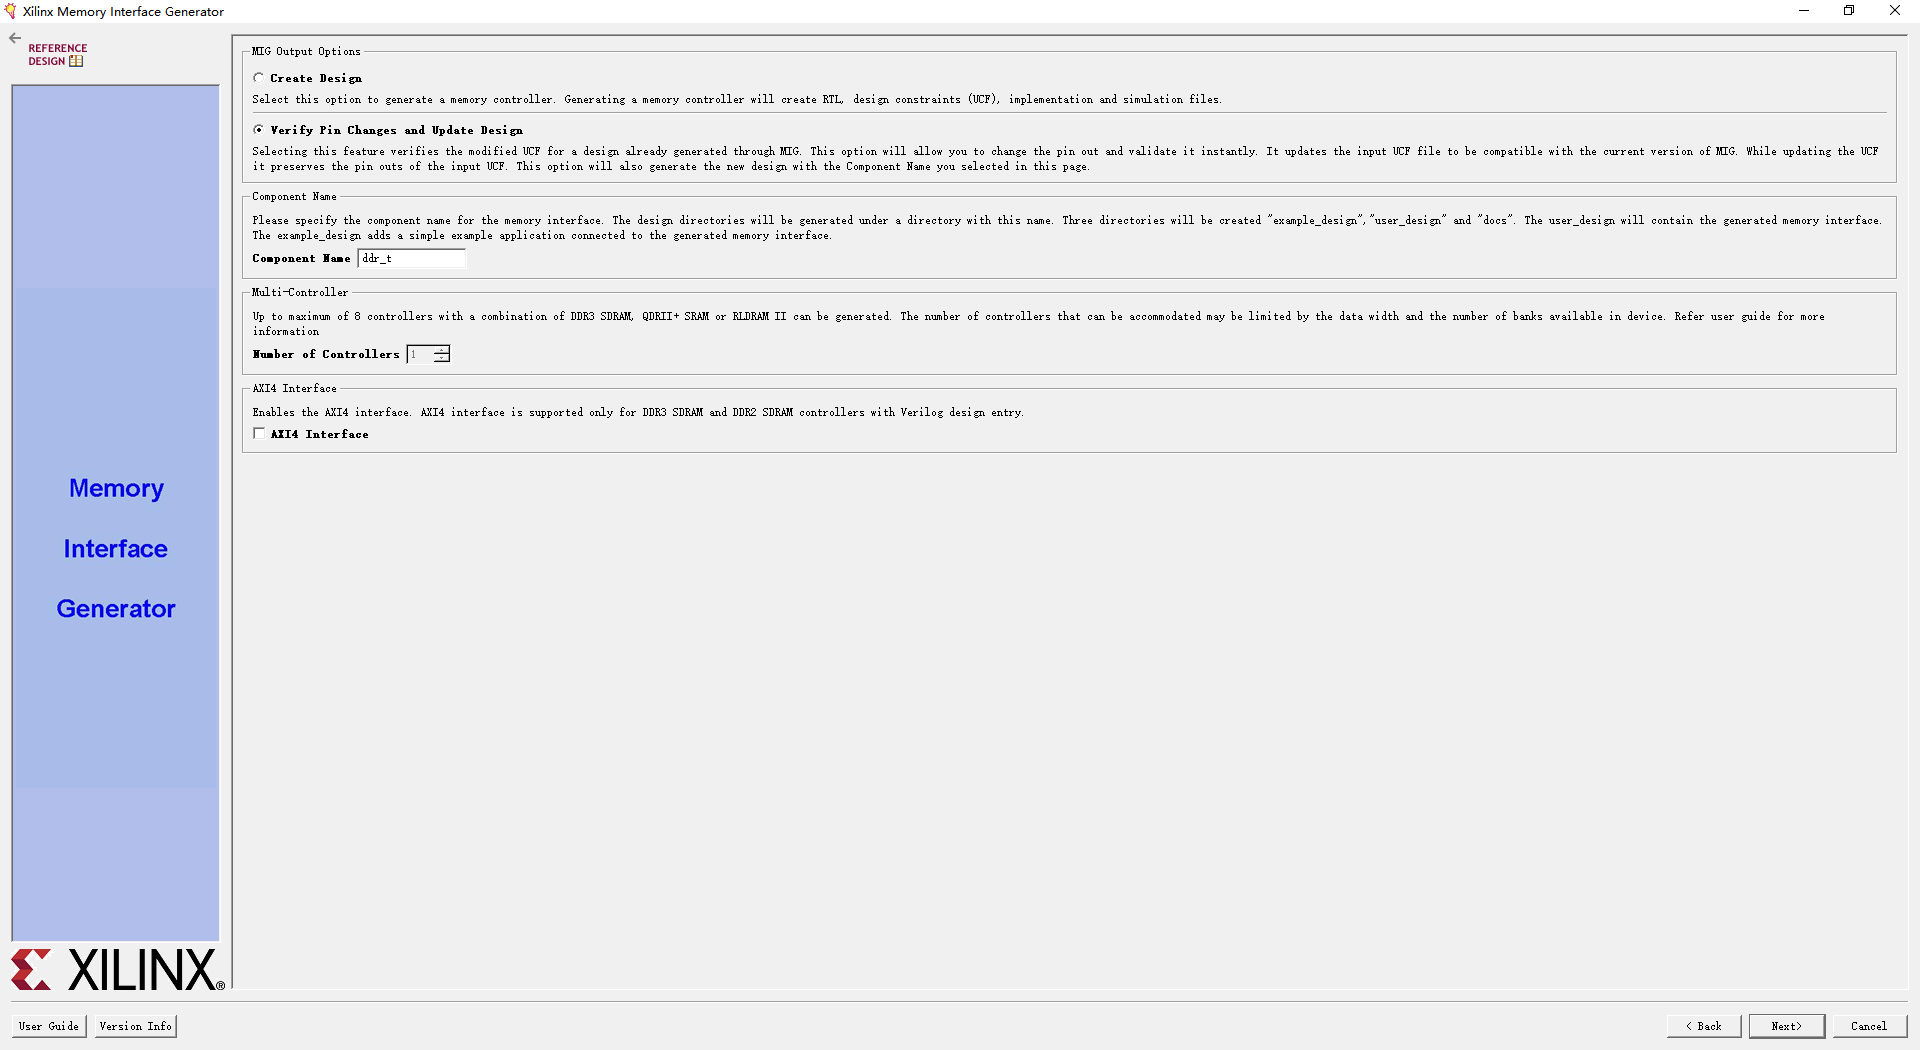 Xilinx Memory Interface Generator
REFERENCE
DESIGN
MIG Output Options
Create Design
Select this option to generate a memory controller. Generating a memory controller will create RTL, design constraints (UCF), implementation and simulation files.
Verify Pin Changes and Update Design
Selecting this feature verifies the modified UCF for a design already generated through MIG. This option will allow you to change the pin out and validate it instantly. It updates the input UCF file to be compatible with the current version of MIG. While updating the UCF
it preserves the pin outs of the input UCF. This option will also generate the new design with the Component Name you selected in this page.
Component Name
Please specify the component name for the memory interface. The design directories will be generated under a directory with this name. Three directories will be created "example_design","user_design" and "docs". The user_design will contain the generated memory interface.
The example_design adds a simple example application connected to the generated memory interface.
Component Name ddr_t
Multi-Controller
Up to maximum of 8 controllers with a combination of DDR3 SDRAM, QDRII+ SRAM or RLDRAM II can be generated. The number of controllers that can be accommodated may be limited by the data width and the number of banks available in device. Refer user guide for more
information
Number of Controllers 1
AXI4 Interface
Enables the AXI4 interface. AXI4 interface is supported only for DDR3 SDRAM and DDR2 SDRAM controllers with Verilog design entry.
AXI4 Interface
Memory
Interface
Generator
XILINX®
User Guide
Version Info
< Back
Next>
Cancel